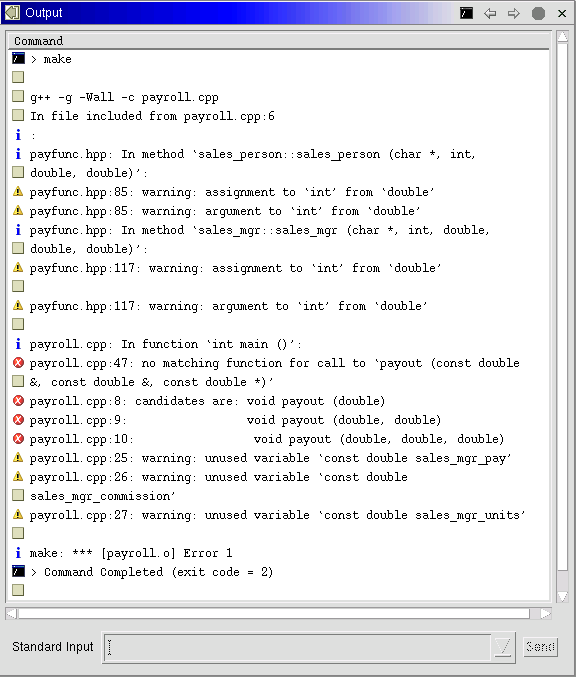 Output
Command
> make
g++ -g -Wall -c payroll.cpp
In file included from payroll.cpp:6
:
payfunc.hpp: In method ‘sales_person::sales_person (char *, int,
double, double)’:
payfunc.hpp:85: warning: assignment to ‘int’ from ‘double’
payfunc.hpp:85: warning: argument to ‘int’ from ‘double’
payfunc.hpp: In method ‘sales_mgr::sales_mgr (char *, int, double,
double, double)’:
payfunc.hpp:117: warning: assignment to ‘int’ from ‘double’
payfunc.hpp:117: warning: argument to ‘int’ from ‘double’
payroll.cpp: In function ‘int main ()’:
payroll.cpp:47: no matching function for call to ‘payout (const double
&, const double &, const double *)’
payroll.cpp:8: candidates are: void payout (double)
payroll.cpp:9:                 void payout (double, double)
payroll.cpp:10:                 void payout (double, double, double)
payroll.cpp:25: warning: unused variable ‘const double sales_mgr_pay’
payroll.cpp:26: warning: unused variable ‘const double
sales_mgr_commission’
payroll.cpp:27: warning: unused variable ‘const double sales_mgr_units’
make: *** [payroll.o] Error 1
> Command Completed (exit code = 2)
Standard Input
Send